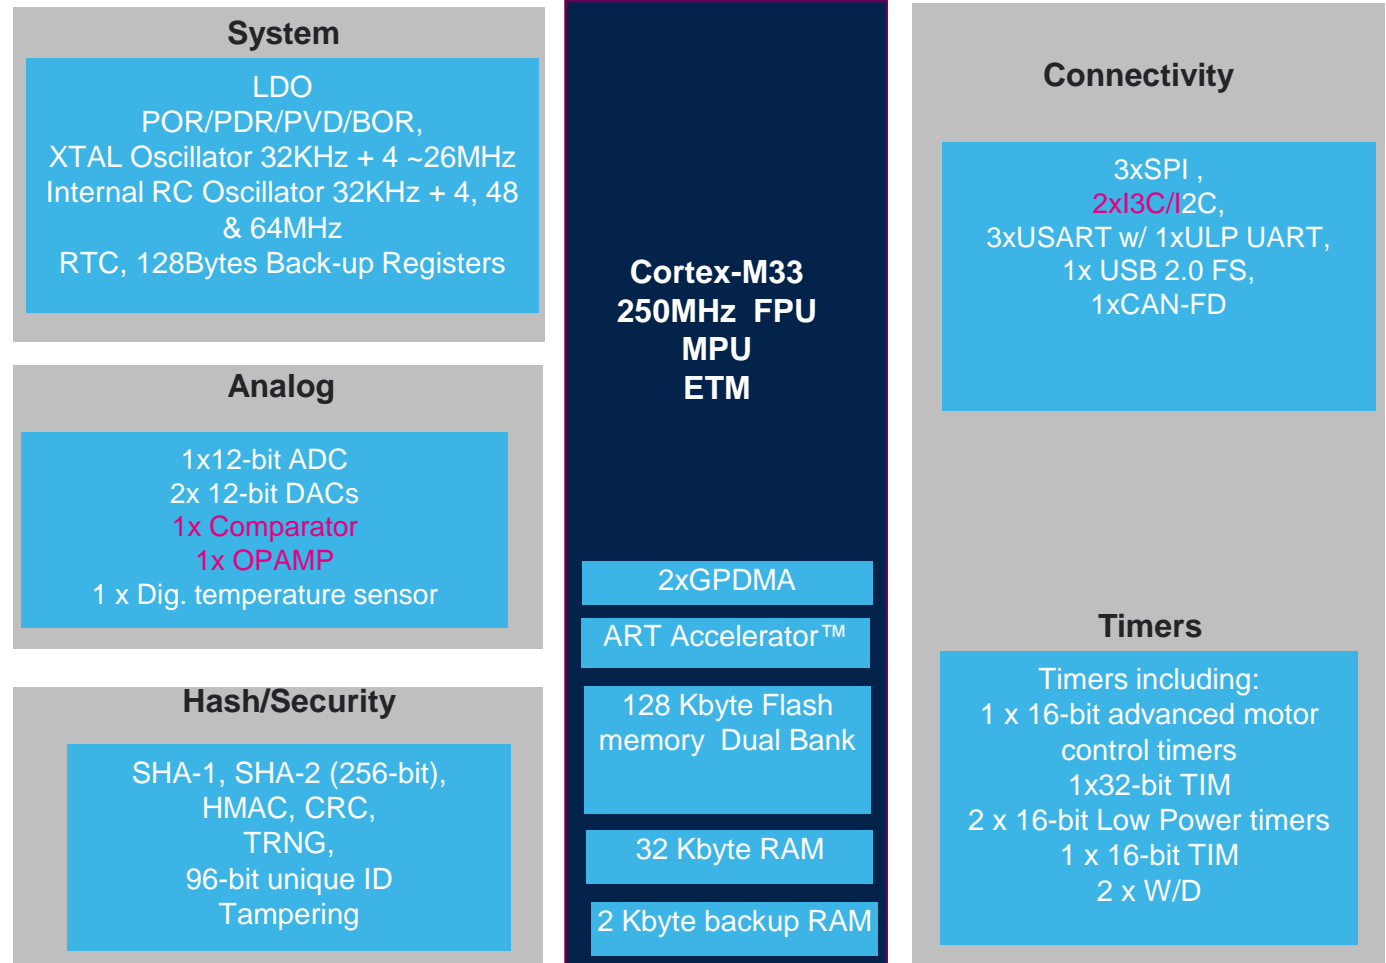 System
LDO
POR/PDR/PVD/BOR,
XTAL Oscillator 32KHz + 4 ~26MHz
Internal RC Oscillator 32KHz + 4, 48
& 64MHz
RTC, 128Bytes Back-up Registers
Analog
1x12-bit ADC
2x 12-bit DACs
1x Comparator
1x OPAMP
1 x Dig. temperature sensor
Hash/Security
SHA-1, SHA-2 (256-bit),
HMAC, CRC,
TRNG,
96-bit unique ID
Tampering
Cortex-M33
250MHz FPU
MPU
ETM
2xGPDMA
ART Accelerator™
128 Kbyte Flash
memory Dual Bank
32 Kbyte RAM
2 Kbyte backup RAM
Connectivity
3xSPI ,
2xI3C/I2C,
3xUSART w/ 1xULP UART,
1x USB 2.0 FS,
1xCAN-FD
Timers
Timers including:
1 x 16-bit advanced motor
control timers
1x32-bit TIM
2 x 16-bit Low Power timers
1 x 16-bit TIM
2 x W/D